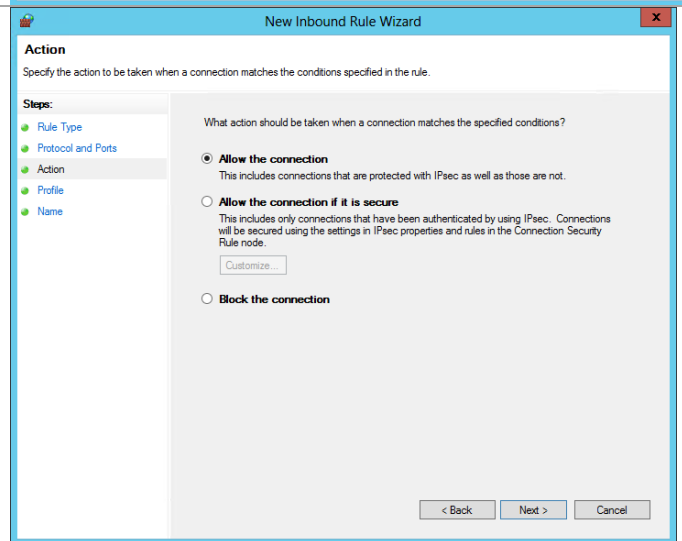 New Inbound Rule Wizard
x
Action
Specify the action to be taken when a connection matches the conditions specified in the rule.
Steps:
Rule Type
Protocol and Ports
Action
Profile
Name
What action should be taken when a connection matches the specified conditions?
Allow the connection
This includes connections that are protected with IPsec as well as those are not.
Allow the connection if it is secure
This includes only connections that have been authenticated by using IPsec. Connections
will be secured using the settings in IPsec properties and rules in the Connection Security
Rule node.
Customize...
Block the connection
< Back
Next >
Cancel